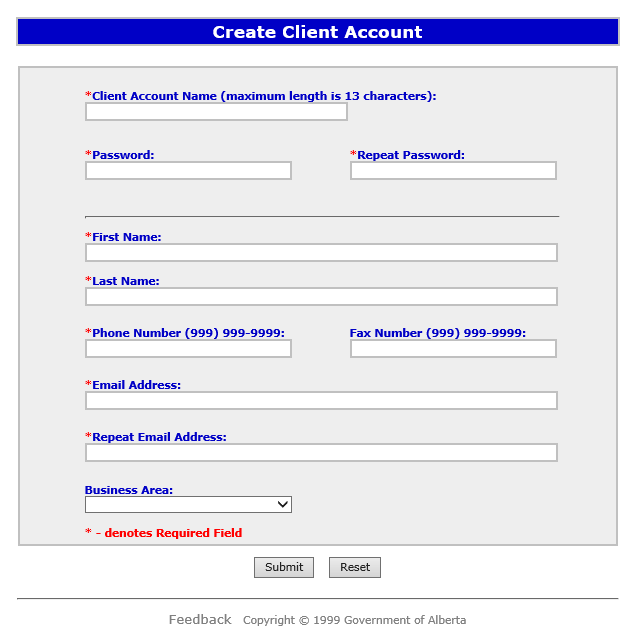 Create Client Account
*Client Account Name (maximum length is 13 characters):
*Password: *Repeat Password:
*First Name:
*Last Name:
*Phone Number (999) 999-9999: Fax Number (999) 999-9999:
*Email Address:
*Repeat Email Address:
Business Area:
* - denotes Required Field
Submit Reset
Feedback Copyright © 1999 Government of Alberta